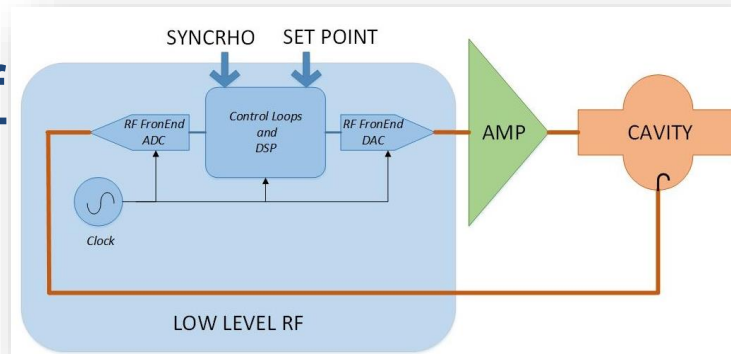 SYNCRHO
SET POINT
f
RF FronEnd
ADC
Control Loops
and
DSP
RF FronEnd
DAC
AMP
CAVITY
Clock
LOW LEVEL RF